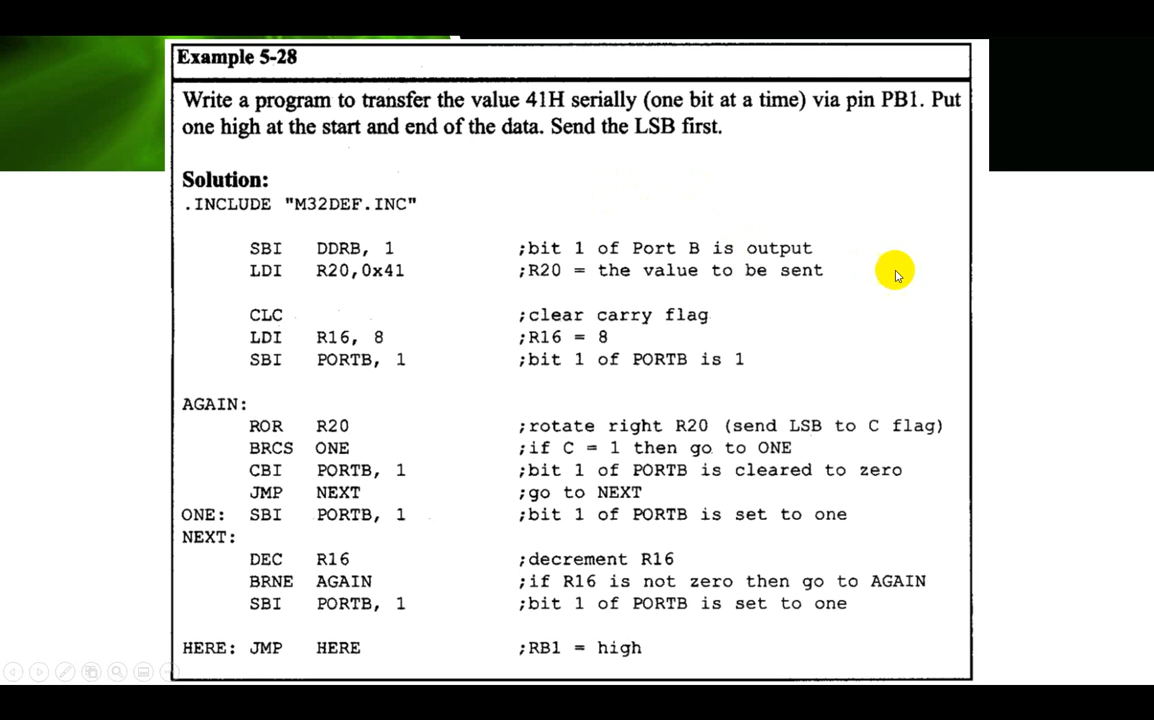 Example 5-28
Write a program to transfer the value 41H serially (one bit at a time) via pin PB1. Put
one high at the start and end of the data. Send the LSB first.
Solution:
.INCLUDE "M32DEF.INC"
SBI DDRB, 1 ;bit 1 of Port B is output
LDI R20,0x41 ;R20 = the value to be sent
CLC ;clear carry flag
LDI R16, 8 ;R16 = 8
SBI PORTB, 1 ;bit 1 of PORTB is 1
AGAIN:
ROR R20 ;rotate right R20 (send LSB to C flag)
BRCS ONE ;if C = 1 then go to ONE
CBI PORTB, 1 ;bit 1 of PORTB is cleared to zero
JMP NEXT ;go to NEXT
ONE: SBI PORTB, 1 ;bit 1 of PORTB is set to one
NEXT:
DEC R16 ;decrement R16
BRNE AGAIN ;if R16 is not zero then go to AGAIN
SBI PORTB, 1 ;bit 1 of PORTB is set to one
HERE: JMP HERE ;RB1 = high